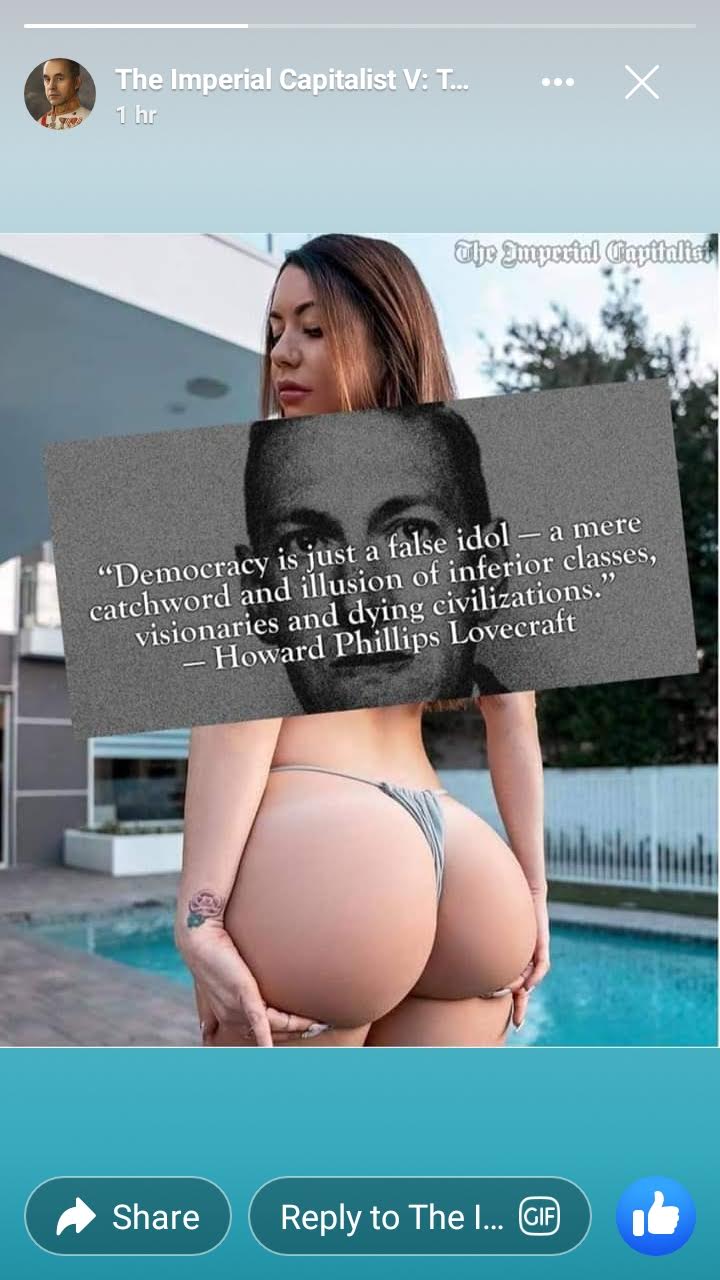 The Imperial Capitalist V: T...
1 hr
The Imperial Capitalist
“Democracy is just a false idol — a mere
catchword and illusion of inferior classes,
visionaries and dying civilizations.”
— Howard Phillips Lovecraft
Share
Reply to The I...
GIF